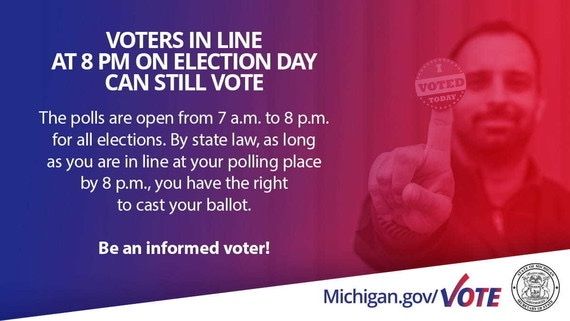 VOTERS IN LINE
AT 8 PM ON ELECTION DAY
CAN STILL VOTE
The polls are open from 7 a.m. to 8 p.m.
for all elections. By state law, as long
as you are in line at your polling place
by 8 p.m., you have the right
to cast your ballot.
Be an informed voter!
I
VOTED
TODAY
Michigan.gov/VOTE